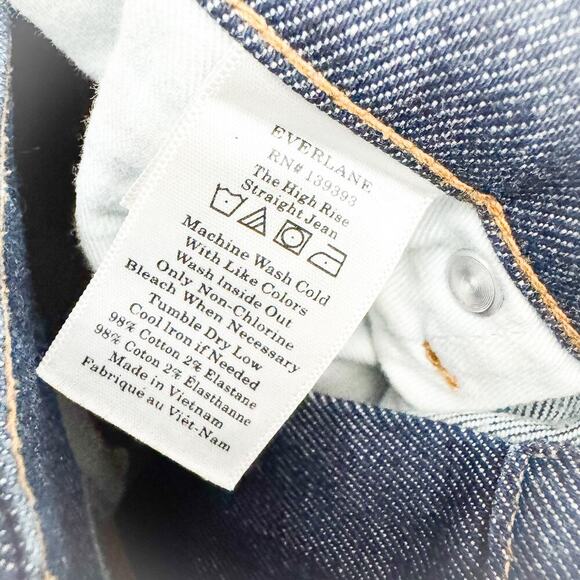 EVERLANE
RN# 139393
The High Rise
Straight Jean
Machine Wash Cold
With Like Colors
Wash Inside Out
Only Non-Chlorine
Bleach When Necessary
Tumble Dry Low
Cool Iron if Needed
98% Cotton 2% Elastane
98% Coton 2% Elasthanne
Made in Vietnam
Fabriqué au Viêt-Nam